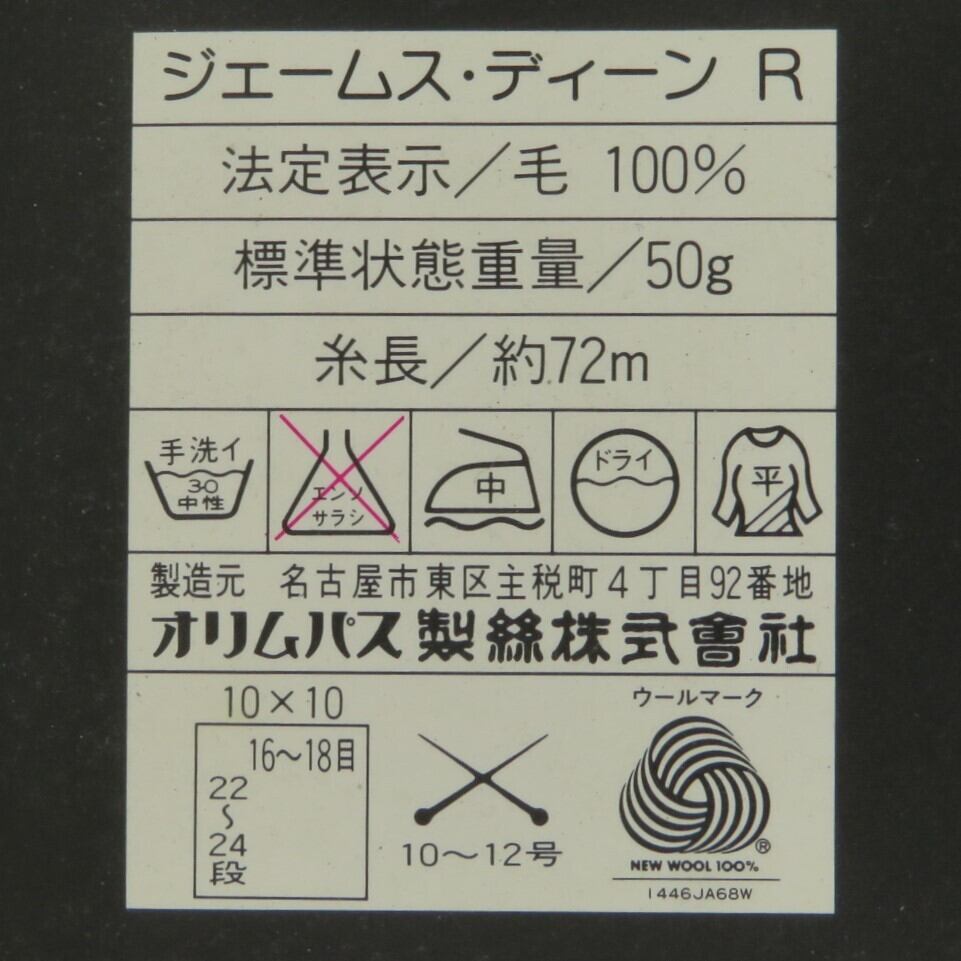 ジェームス・ディーン R
法定表示／毛 100%
標準状態重量／50g
糸長／約72m
手洗イ
30
中性
エンソ
サラシ
中
ドライ
平
製造元 名古屋市東区主税町4丁目92番地
オリムパス製絲株式會社
10×10
16～18目
22
～
24
段
10～12号
ウールマーク
®
NEW WOOL 100%
1446JA68W